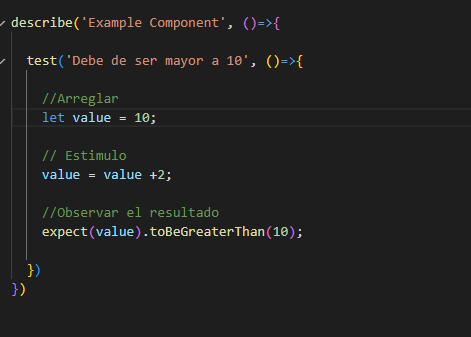 describe('Example Component', ()=>{
test('Debe de ser mayor a 10', ()=>{
//Arreglar
let value = 10;
// Estimulo
value = value +2;
//Observar el resultado
expect(value).toBeGreaterThan(10);
})
})